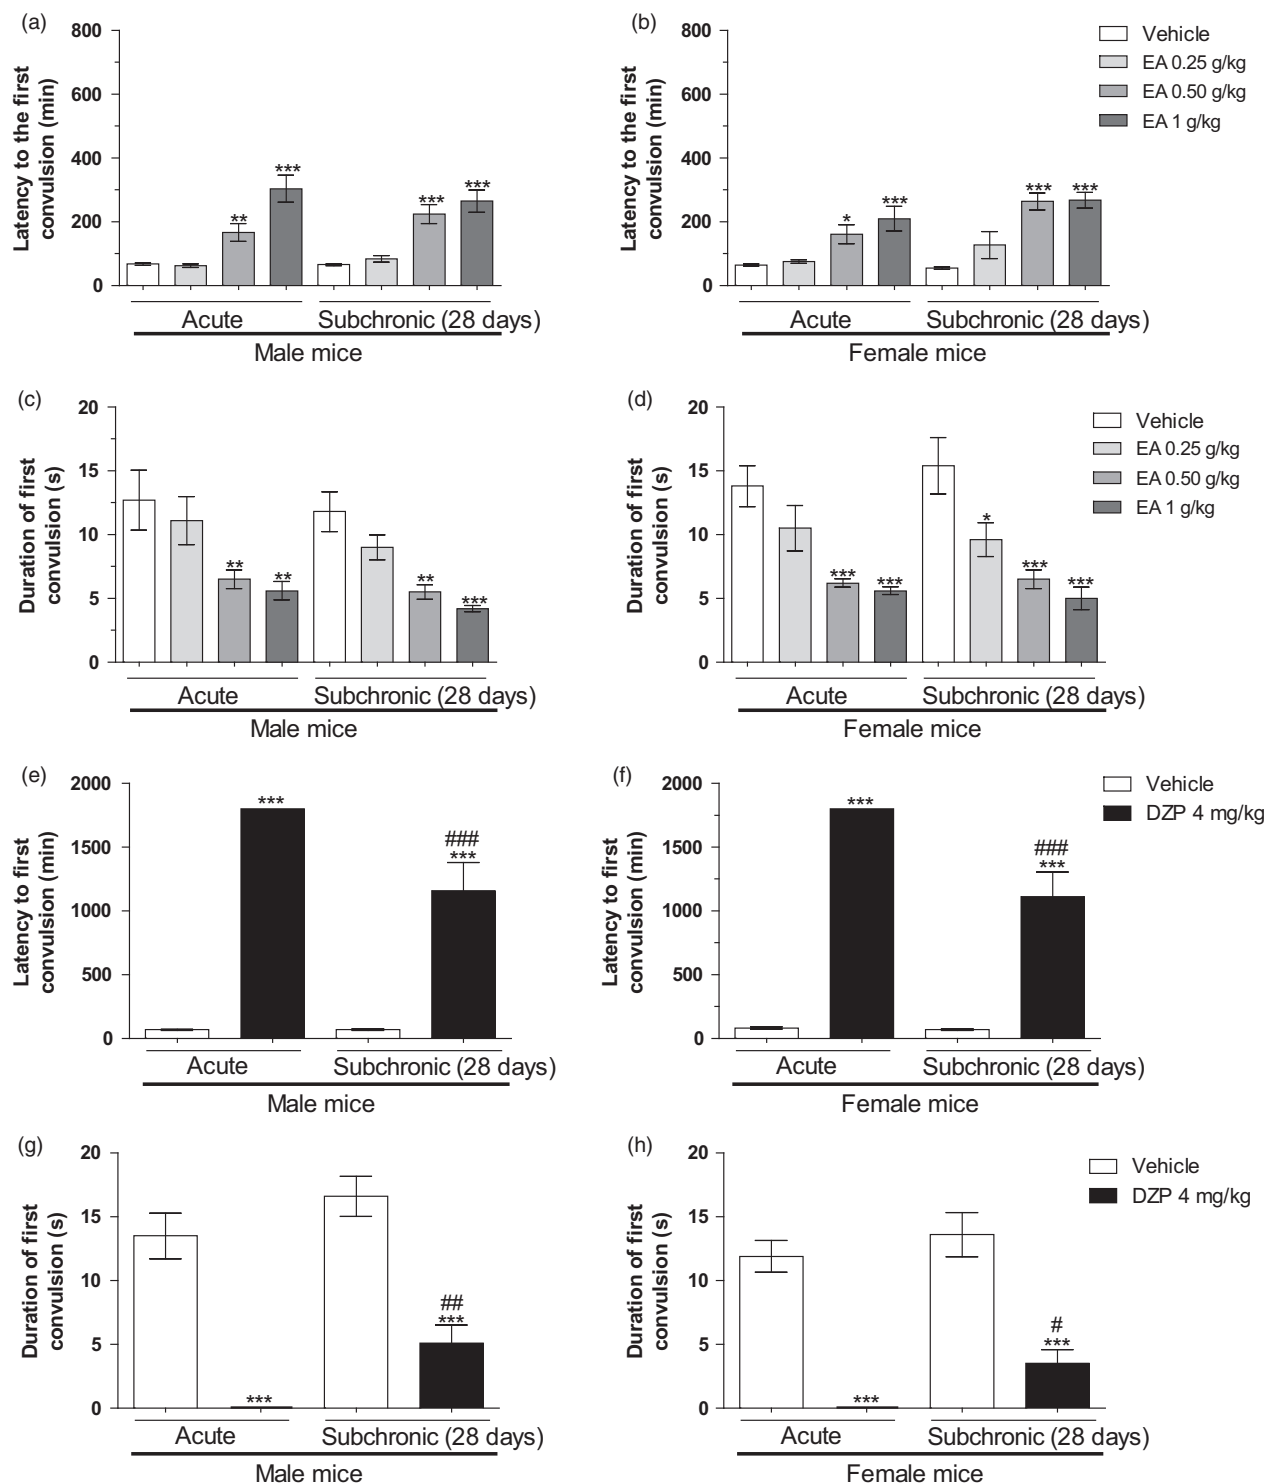 (a)
800
600
400
200
0
Latency to the first
convulsion (min)
**
***
***
***
Acute
Subchronic (28 days)
Male mice
(b)
800
600
400
200
0
Latency to the first
convulsion (min)
*
***
***
***
Acute
Subchronic (28 days)
Female mice
Vehicle
EA 0.25 g/kg
EA 0.50 g/kg
EA 1 g/kg
(c)
20
15
10
5
0
Duration of first
convulsion (s)
**
**
**
***
Acute
Subchronic (28 days)
Male mice
(d)
20
15
10
5
0
Duration of first
convulsion (s)
***
***
*
***
***
Acute
Subchronic (28 days)
Female mice
Vehicle
EA 0.25 g/kg
EA 0.50 g/kg
EA 1 g/kg
(e)
2000
1500
1000
500
0
Latency to first
convulsion (min)
***
###
***
Acute
Subchronic (28 days)
Male mice
(f)
2000
1500
1000
500
0
Latency to first
convulsion (min)
***
###
***
Acute
Subchronic (28 days)
Female mice
Vehicle
DZP 4 mg/kg
(g)
20
15
10
5
0
Duration of first
convulsion (s)
***
##
***
Acute
Subchronic (28 days)
Male mice
(h)
20
15
10
5
0
Duration of first
convulsion (s)
***
#
***
Acute
Subchronic (28 days)
Female mice
Vehicle
DZP 4 mg/kg